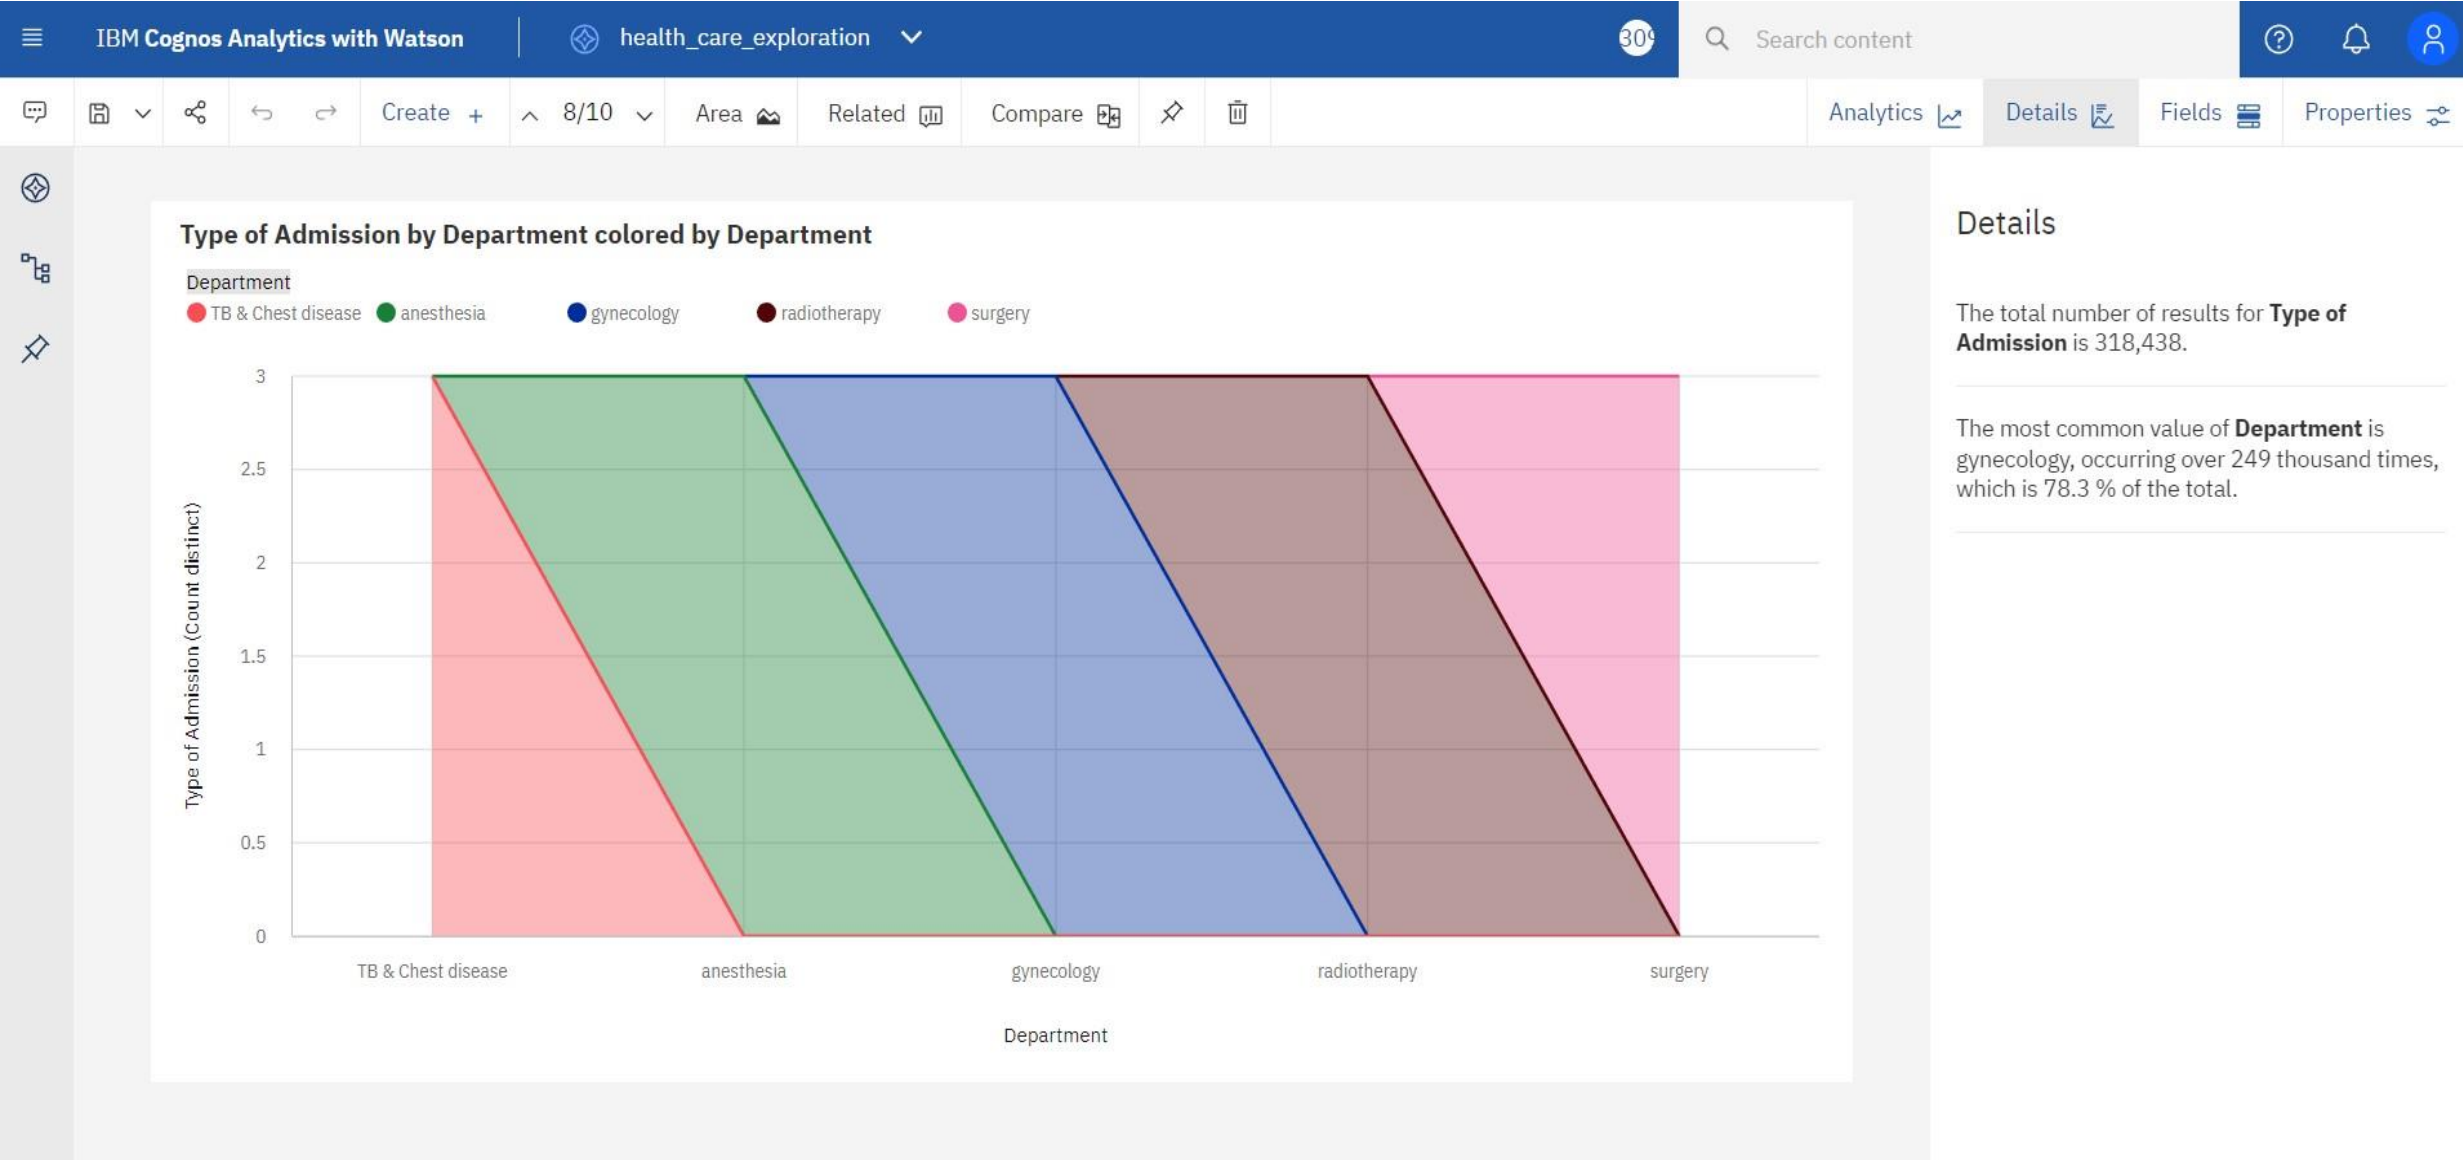 IBM Cognos Analytics with Watson
health_care_exploration
Search content
Create +
8/10
Area
Related
Compare
Analytics
Details
Fields
Properties
Type of Admission by Department colored by Department
Department
TB & Chest disease
anesthesia
gynecology
radiotherapy
surgery
3
2.5
2
1.5
1
0.5
0
Type of Admission (Count distinct)
TB & Chest disease
anesthesia
gynecology
radiotherapy
surgery
Department
Details
The total number of results for Type of
Admission is 318,438.
The most common value of Department is
gynecology, occurring over 249 thousand times,
which is 78.3 % of the total.